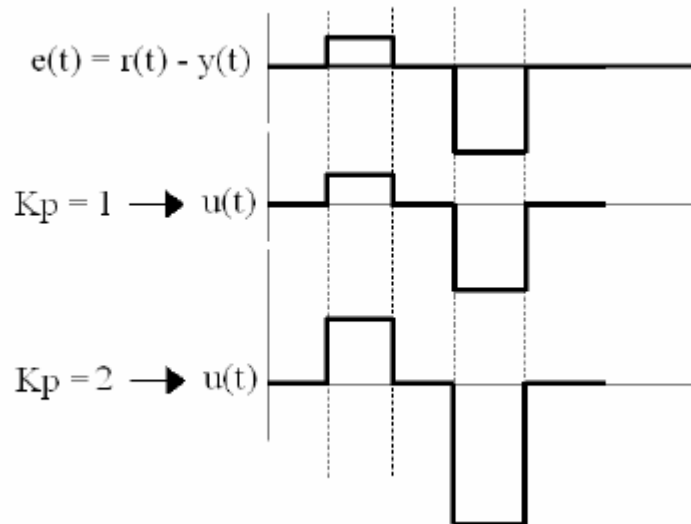 e(t) = r(t) - y(t)
Kp = 1 → u(t)
Kp = 2 → u(t)